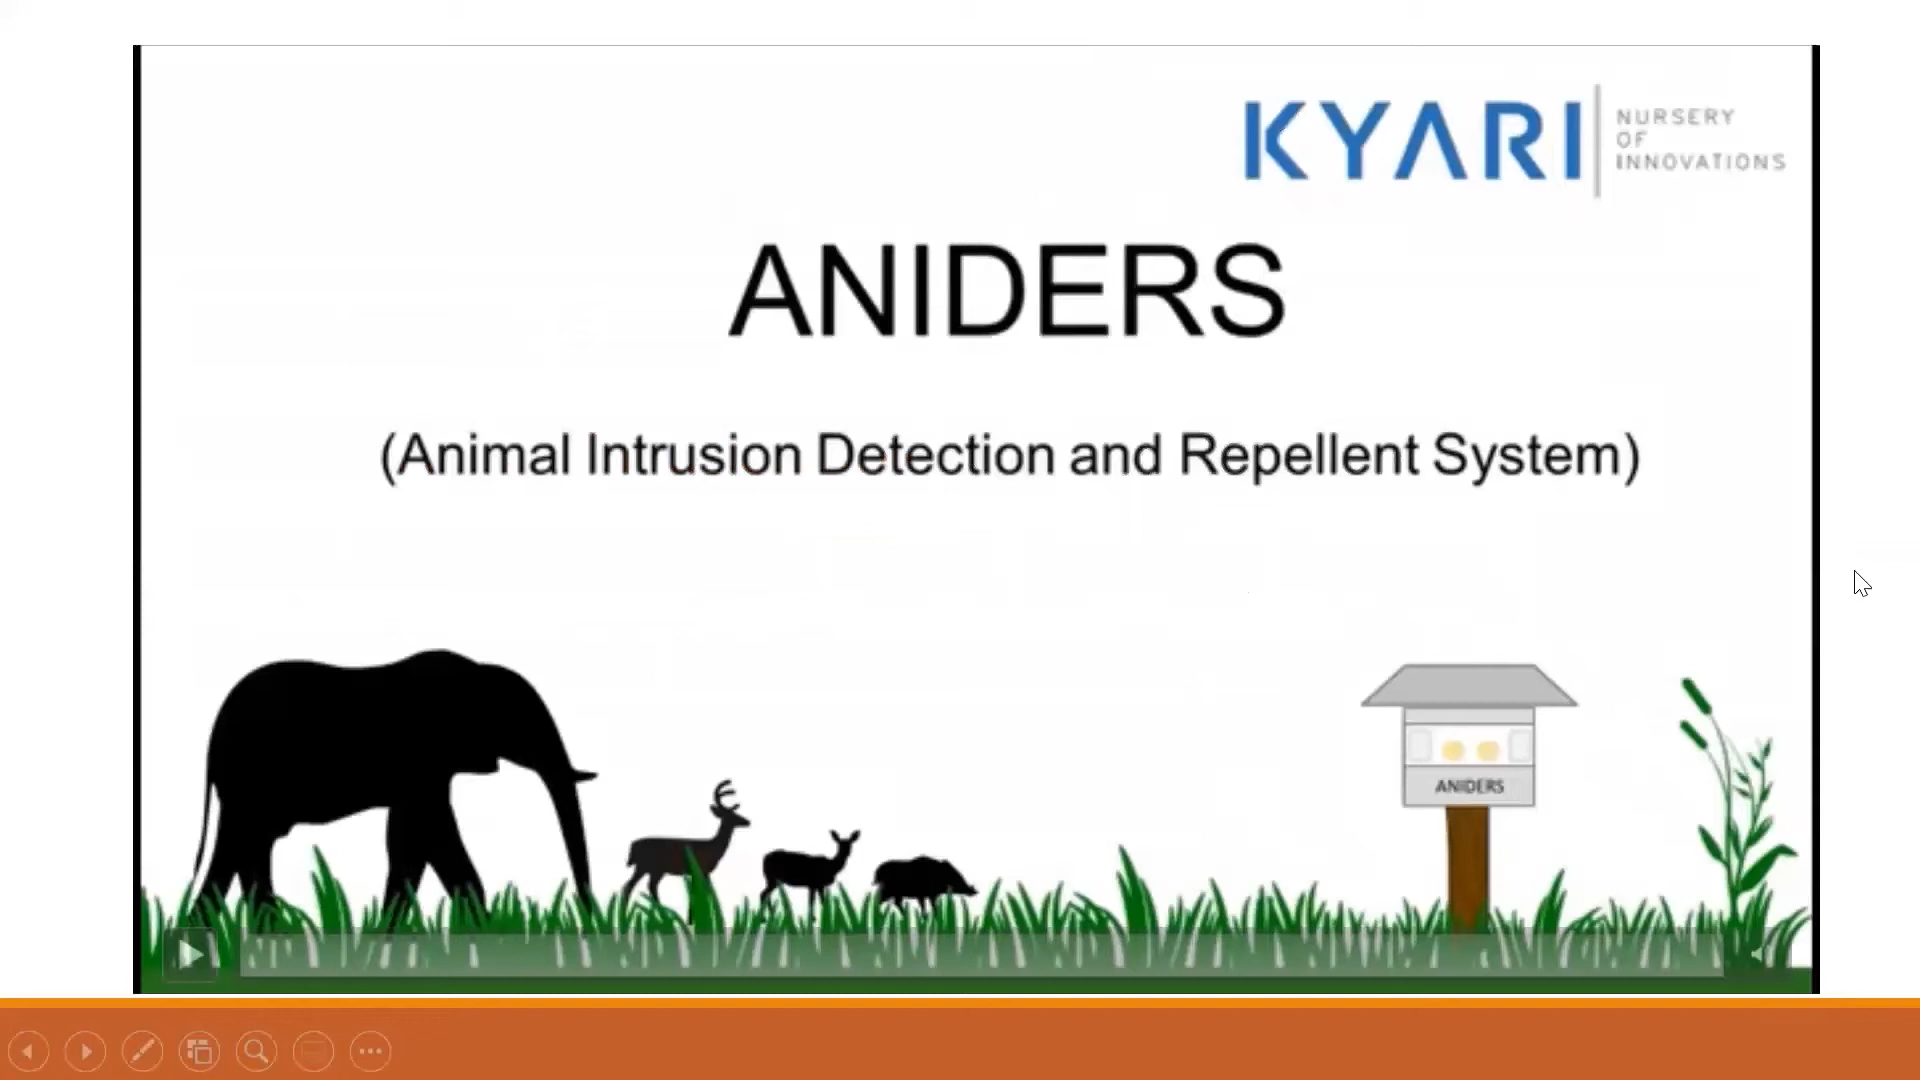 KYARI
NURSERY
OF
INNOVATIONS
ANIDERS
(Animal Intrusion Detection and Repellent System)
ANIDERS